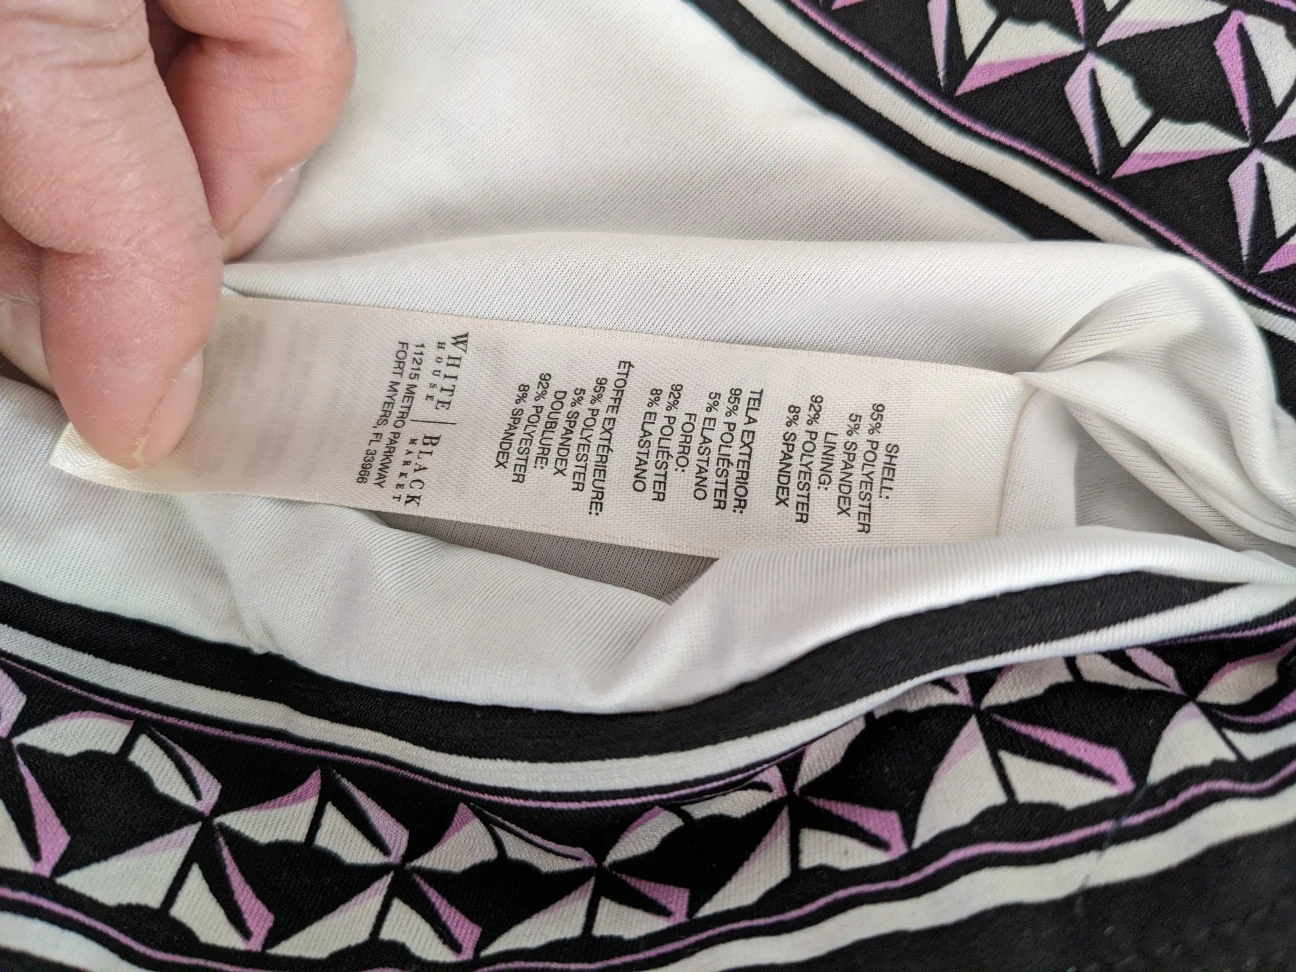 SHELL:
95% POLYESTER
5% SPANDEX
LINING:
92% POLYESTER
8% SPANDEX
TELA EXTERIOR:
95% POLIÉSTER
5% ELASTANO
FORRO:
92% POLIÉSTER
8% ELASTANO
ÉTOFFE EXTÉRIEURE:
95% POLYESTER
5% SPANDEX
DOUBLURE:
92% POLYESTER
8% SPANDEX
WHITE | BLACK
HOUSE | MARKET
11215 METRO PARKWAY
FORT MYERS, FL 33966